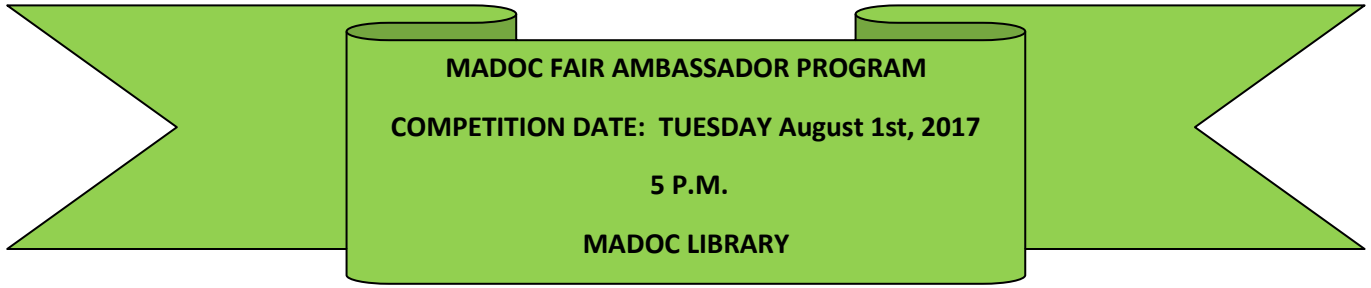 MADOC FAIR AMBASSADOR PROGRAM
COMPETITION DATE:  TUESDAY August 1st, 2017
5 P.M.
MADOC LIBRARY